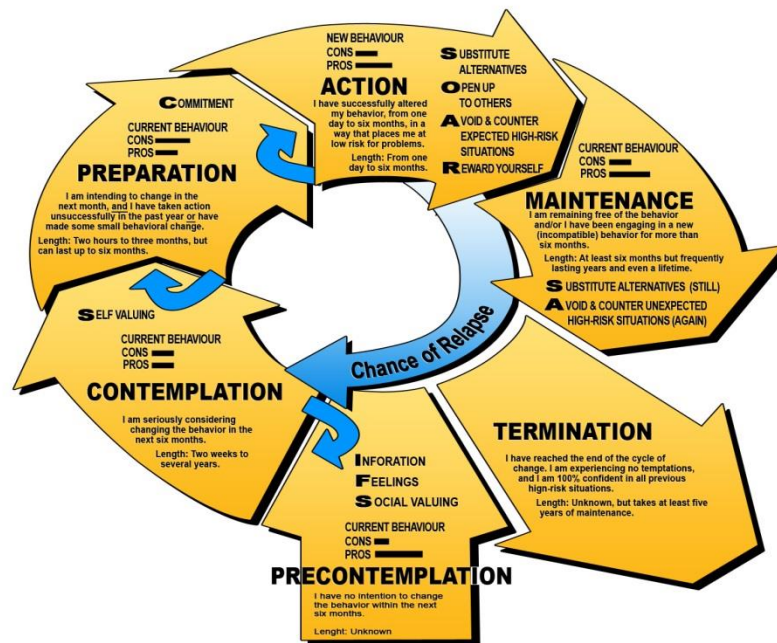 NEW BEHAVIOUR
CONS
PROS
ACTION
I have successfully altered
my behavior, from one
day to six months, in a
way that places me at
low risk for problems.
Length: From one
day to six months.
SUBSTITUTE
ALTERNATIVES
OPEN UP
TO OTHERS
AVOID & COUNTER
EXPECTED HIGH-RISK
SITUATIONS
REWARD YOURSELF
COMMITMENT
CURRENT BEHAVIOUR
CONS
PROS
PREPARATION
I am intending to change in the
next month, and I have taken action
unsuccessfully in the past year or have
made some small behavioral change.
Length: Two hours to three months, but
can last up to six months.
CURRENT BEHAVIOUR
CONS
PROS
MAINTENANCE
I am remaining free of the behavior
and/or I have been engaging in a new
(incompatible) behavior for more than
six months.
Length: At least six months but frequently
lasting years and even a lifetime.
SUBSTITUTE ALTERNATIVES (STILL)
AVOID & COUNTER UNEXPECTED
HIGH-RISK SITUATIONS (AGAIN)
SELF VALUING
CURRENT BEHAVIOUR
CONS
PROS
CONTEMPLATION
I am seriously considering
changing the behavior in the
next six months.
Length: Two weeks to
several years.
Chance of Relapse
TERMINATION
I have reached the end of the cycle of
change. I am experiencing no temptations,
and I am 100% confident in all previous
high-risk situations.
Length: Unknown, but takes at least five
years of maintenance.
INFORATION
FEELINGS
SOCIAL VALUING
CURRENT BEHAVIOUR
CONS
PROS
PRECONTEMPLATION
I have no intention to change
the behavior within the next
six months.
Lenght: Unknown